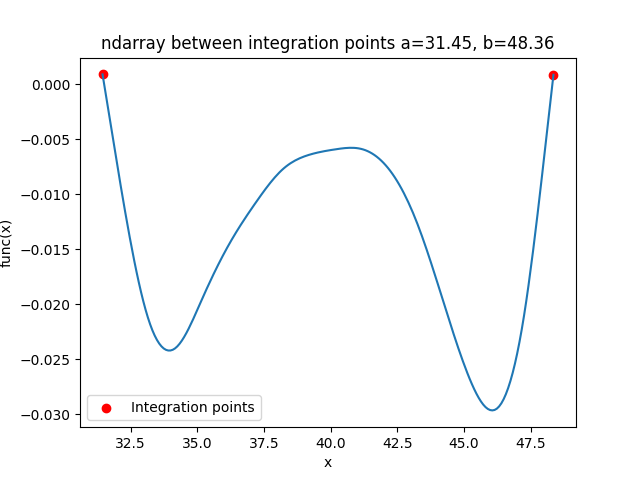 ndarray between integration points a=31.45, b=48.36
0.000
−0.005
−0.010
−0.015
−0.020
−0.025
−0.030
func(x)
Integration points
32.5 35.0 37.5 40.0 42.5 45.0 47.5
x